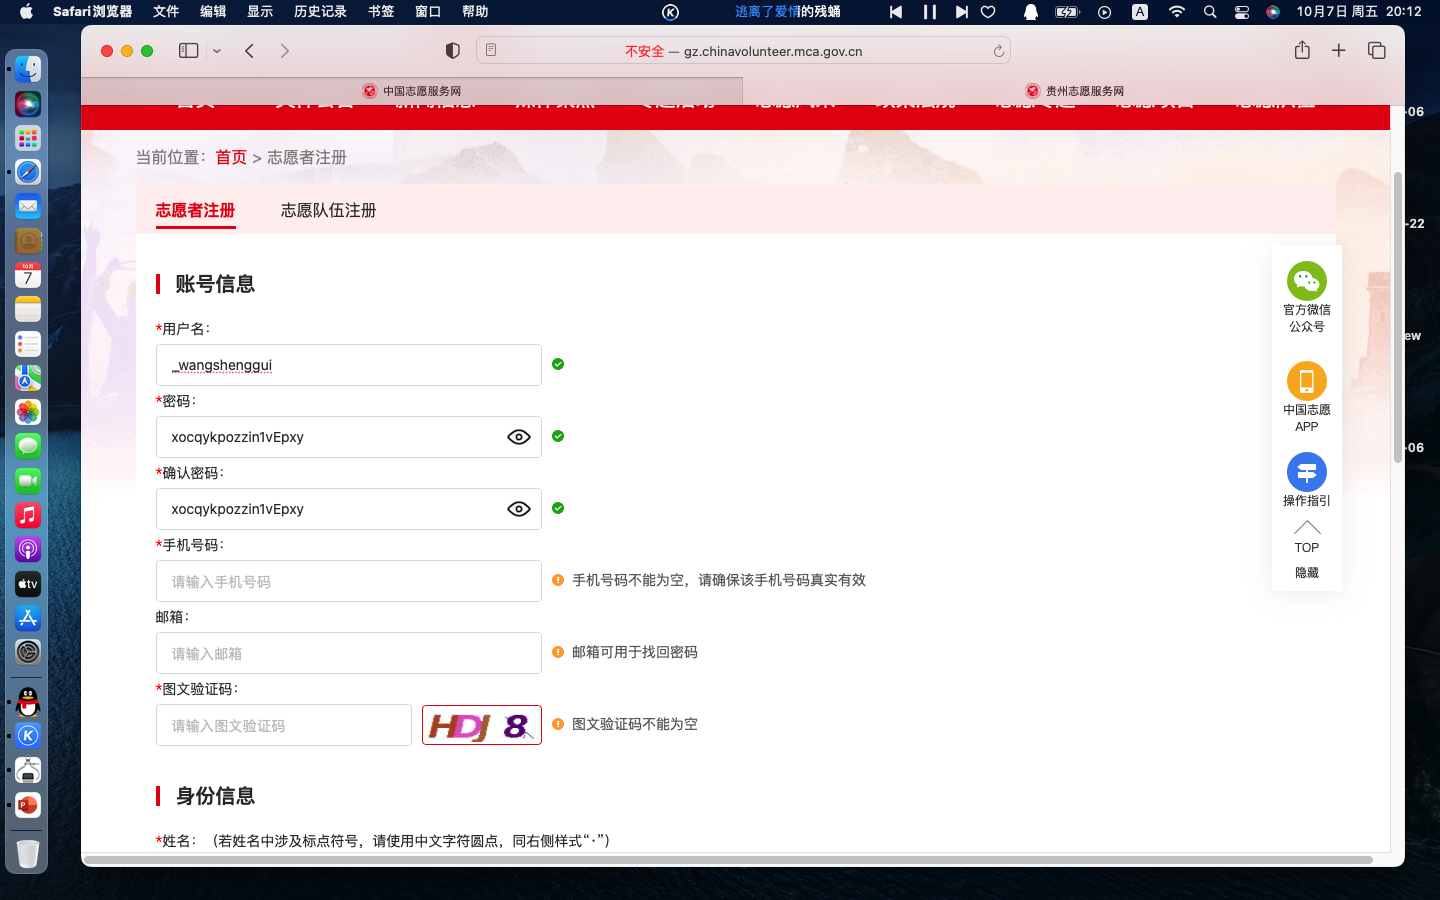 Safari浏览器 文件 编辑 显示 历史记录 书签 窗口 帮助
逃离了爱情的残蛹
A
10月7日 周五 20:12
不安全 — gz.chinavolunteer.mca.gov.cn
中国志愿服务网
贵州志愿服务网
当前位置：首页 > 志愿者注册
志愿者注册
志愿队伍注册
账号信息
*用户名：
_wangshenggui
*密码：
xocqykpozzin1vEpxy
*确认密码：
xocqykpozzin1vEpxy
*手机号码：
请输入手机号码
手机号码不能为空，请确保该手机号码真实有效
邮箱：
请输入邮箱
邮箱可用于找回密码
*图文验证码：
请输入图文验证码
HDJ 8
图文验证码不能为空
身份信息
*姓名：（若姓名中涉及标点符号，请使用中文字符圆点，同右侧样式“·”）
官方微信
公众号
中国志愿
APP
操作指引
TOP
隐藏
-06
-22
ew
-06
10月
7
tv